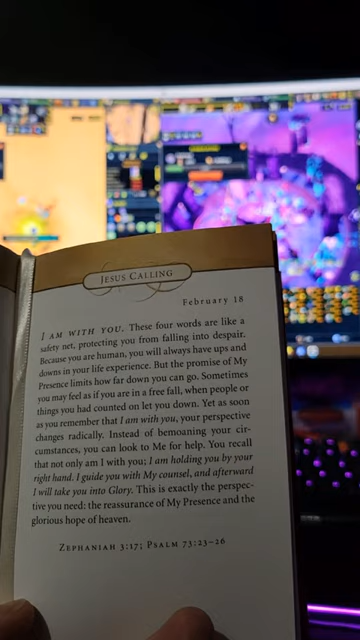 JESUS CALLING
February 18
I AM WITH YOU. These four words are like a
safety net, protecting you from falling into despair.
Because you are human, you will always have ups and
downs in your life experience. But the promise of My
Presence limits how far down you can go. Sometimes
you may feel as if you are in a free fall, when people or
things you had counted on let you down. Yet as soon
as you remember that I am with you, your perspective
changes radically. Instead of bemoaning your cir-
cumstances, you can look to Me for help. You recall
that not only am I with you; I am holding you by your
right hand. I guide you with My counsel, and afterward
I will take you into Glory. This is exactly the perspec-
tive you need: the reassurance of My Presence and the
glorious hope of heaven.
ZEPHANIAH 3:17; PSALM 73:23–26